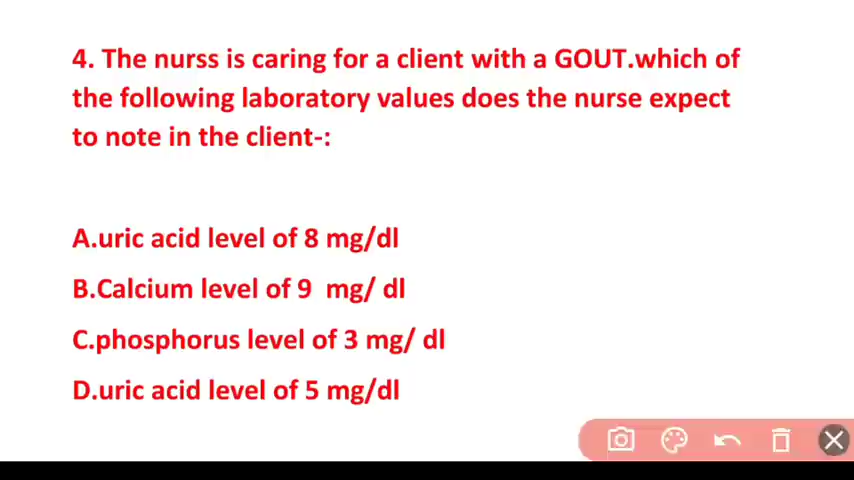 4. The nurss is caring for a client with a GOUT.which of
the following laboratory values does the nurse expect
to note in the client-:
A.uric acid level of 8 mg/dl
B.Calcium level of 9  mg/ dl
C.phosphorus level of 3 mg/ dl
D.uric acid level of 5 mg/dl